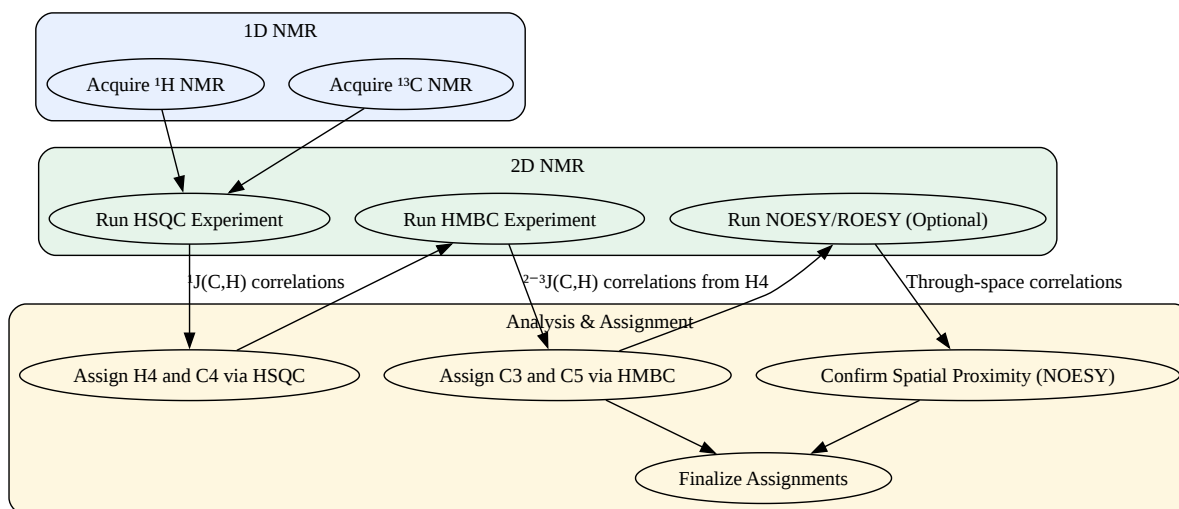 1D NMR
Acquire ¹H NMR
Acquire ¹³C NMR
2D NMR
Run HSQC Experiment
Run HMBC Experiment
Run NOESY/ROESY (Optional)
¹J(C,H) correlations
²⁻³J(C,H) correlations from H4
Through-space correlations
Analysis & Assignment
Assign H4 and C4 via HSQC
Assign C3 and C5 via HMBC
Confirm Spatial Proximity (NOESY)
Finalize Assignments